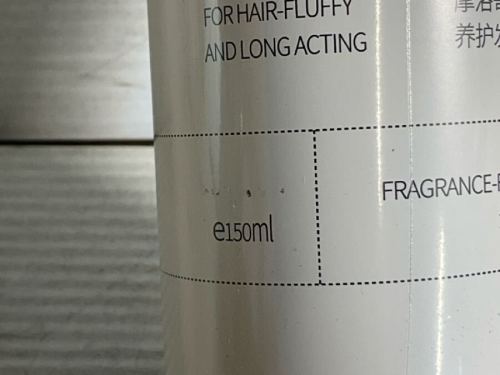 FOR HAIR-FLUFFY
AND LONG ACTING
养护
e150ml
FRAGRANCE-